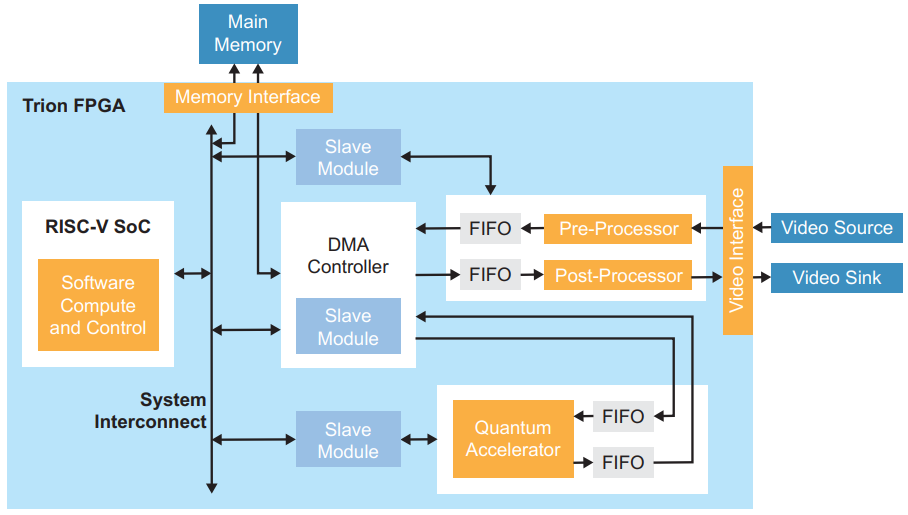 Main
Memory
Trion FPGA
Memory Interface
Slave
Module
RISC-V SoC
Software
Compute
and Control
DMA
Controller
Slave
Module
FIFO
Pre-Processor
FIFO
Post-Processor
Video Interface
Video Source
Video Sink
System
Interconnect
Slave
Module
Quantum
Accelerator
FIFO
FIFO